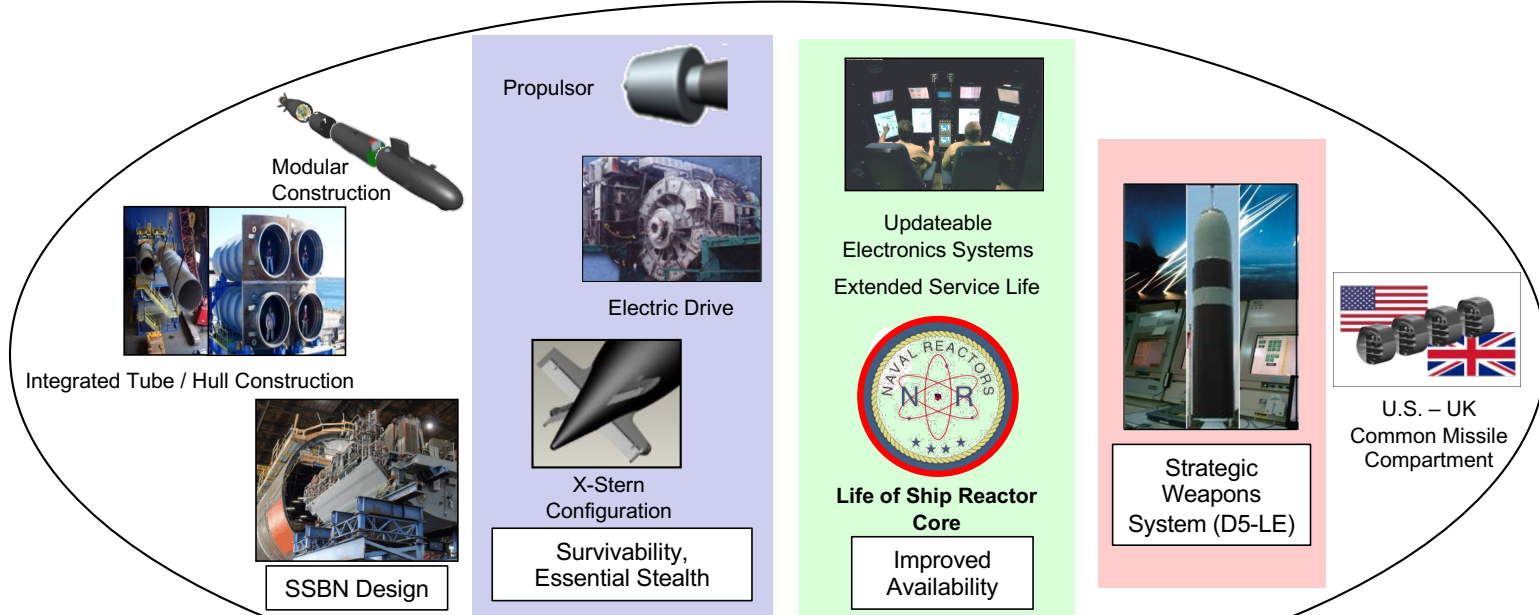 Modular
Construction
Integrated Tube / Hull Construction
SSBN Design
Propulsor
Electric Drive
X-Stern
Configuration
Survivability,
Essential Stealth
Updateable
Electronics Systems
Extended Service Life
NAVAL REACTORS
N R
Life of Ship Reactor
Core
Improved
Availability
Strategic
Weapons
System (D5-LE)
U.S. – UK
Common Missile
Compartment